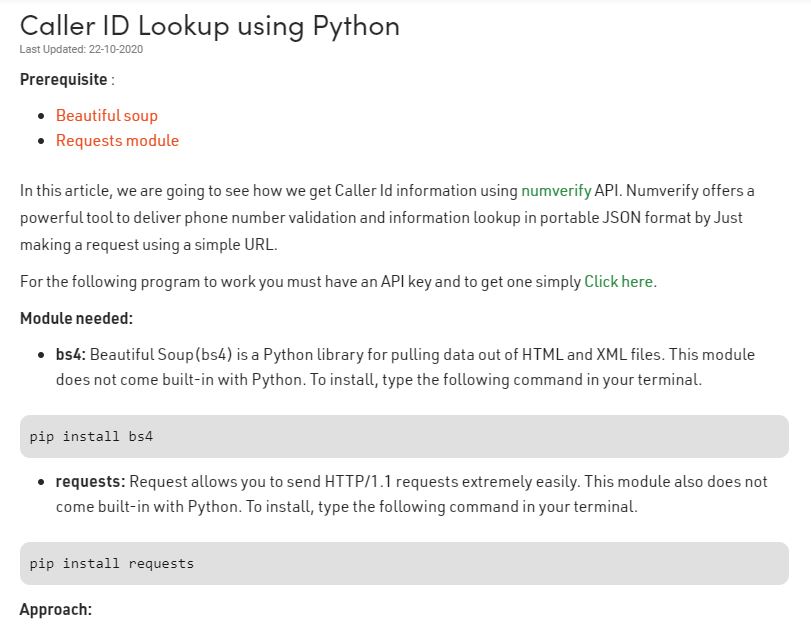 Caller ID Lookup using Python
Last Updated: 22-10-2020
Prerequisite :
• Beautiful soup
• Requests module
In this article, we are going to see how we get Caller Id information using numverify API. Numverify offers a
powerful tool to deliver phone number validation and information lookup in portable JSON format by Just
making a request using a simple URL.
For the following program to work you must have an API key and to get one simply Click here.
Module needed:
• bs4: Beautiful Soup(bs4) is a Python library for pulling data out of HTML and XML files. This module
does not come built-in with Python. To install, type the following command in your terminal.
pip install bs4
• requests: Request allows you to send HTTP/1.1 requests extremely easily. This module also does not
come built-in with Python. To install, type the following command in your terminal.
pip install requests
Approach: